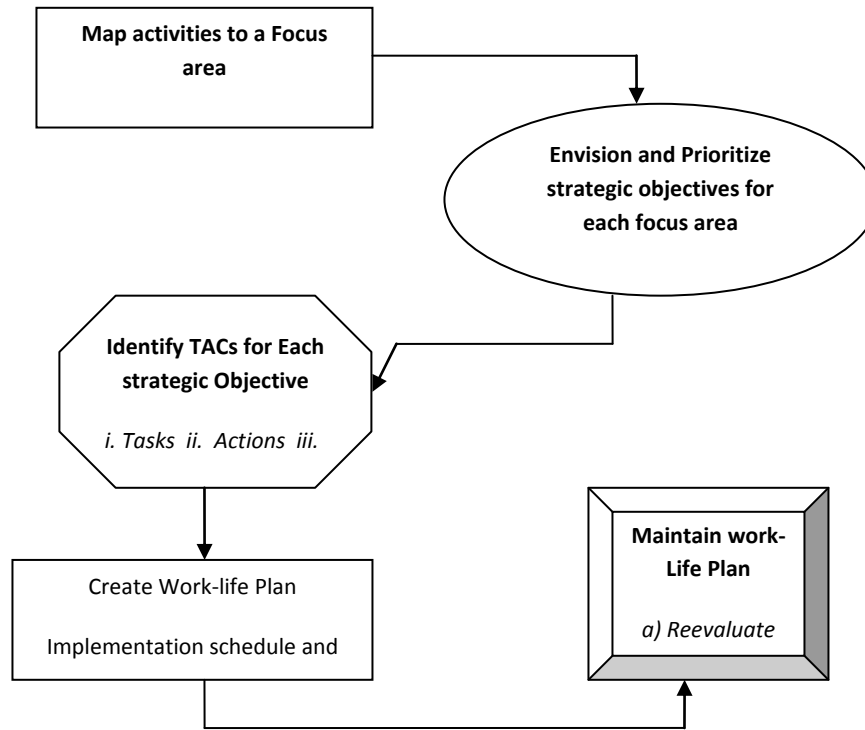 Map activities to a Focus
area
Envision and Prioritize
strategic objectives for
each focus area
Identify TACs for Each
strategic Objective
i. Tasks ii. Actions iii.
Create Work-life Plan
Implementation schedule and
Maintain work-
Life Plan
a) Reevaluate